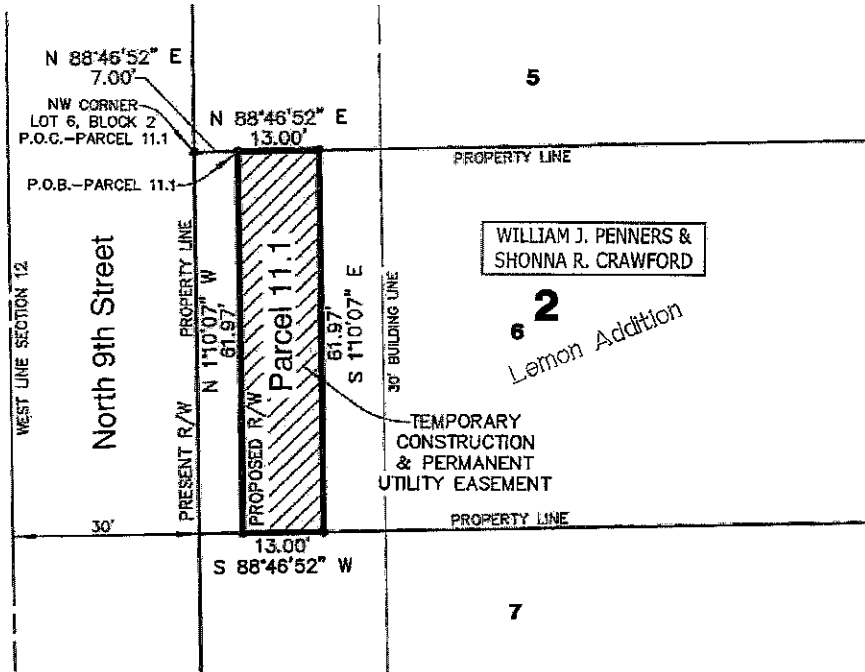 N 88°46'52" E
7.00'
NW CORNER
LOT 6, BLOCK 2
P.O.C.-PARCEL 11.1
P.O.B.-PARCEL 11.1
N 88°46'52" E
13.00'
5
PROPERTY LINE
WILLIAM J. PENNERS &
SHONNA R. CRAWFORD
6 2
Lemon Addition
WEST LINE SECTION 12
North 9th Street
PRESENT R/W
PROPERTY LINE
N 1°10'07" W
61.97'
PROPOSED R/W
Parcel 11.1
61.97'
S 1°10'07" E
30' BUILDING LINE
TEMPORARY
CONSTRUCTION
& PERMANENT
UTILITY EASEMENT
30'
PROPERTY LINE
13.00'
S 88°46'52" W
7